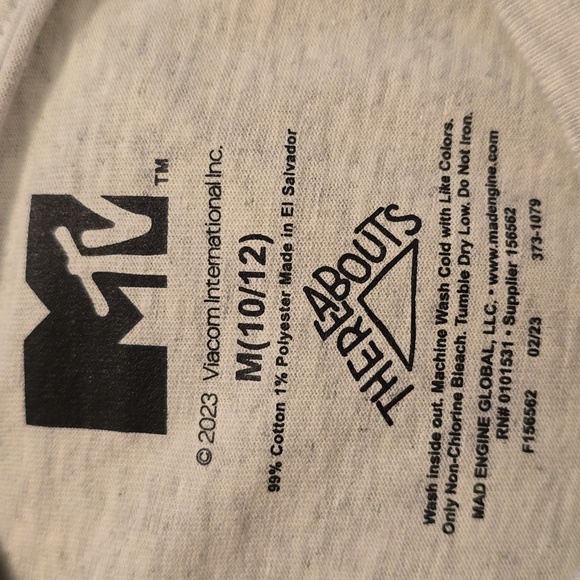 MTV
TM
© 2023 Viacom International Inc.
M(10/12)
99% Cotton 1% Polyester Made in El Salvador
THEREABOUTS
Wash inside out. Machine Wash Cold with Like Colors.
Only Non-Chlorine Bleach. Tumble Dry Low. Do Not Iron.
MAD ENGINE GLOBAL, LLC. • www.madengine.com
RN# 0101531 • Supplier 156562
F156562 02/23 373-1079